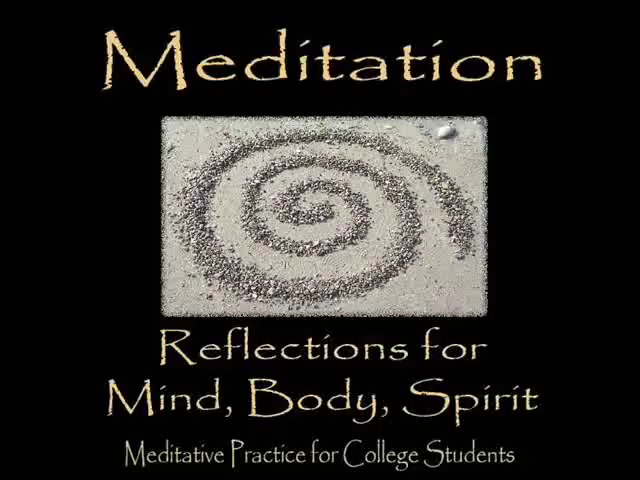 Meditation
Reflections for
Mind, Body, Spirit
Meditative Practice for College Students